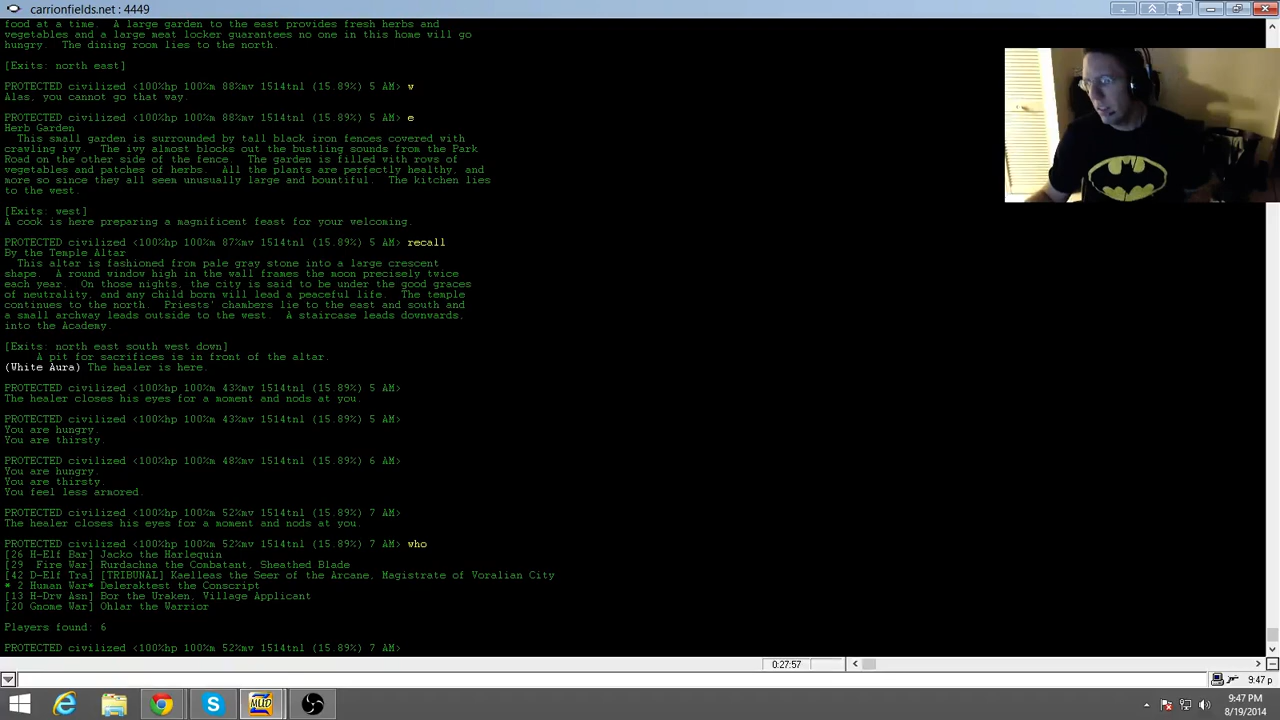 carrionfields.net : 4449
food at a time.  A large garden to the east provides fresh herbs and
vegetables and a large meat locker guarantees no one in this home will go
hungry.  The dining room lies to the north.
[Exits: north east]
PROTECTED civilized <100%hp 100%m 88%mv 1514tnl (15.89%) 5 AM> w
Alas, you cannot go that way.
PROTECTED civilized <100%hp 100%m 88%mv 1514tnl (15.89%) 5 AM> e
Herb Garden
This small garden is surrounded by tall black iron fences covered with
crawling ivy.  The ivy almost blocks out the bustling sounds from the Park
Road on the other side of the fence.  The garden is filled with rows of
vegetables and patches of herbs.  All the plants are perfectly healthy, and
more so since they all seem unusually large and plentiful.  The kitchen lies
to the west.
[Exits: west]
A cook is here preparing a magnificent feast for your welcoming.
PROTECTED civilized <100%hp 100%m 87%mv 1514tnl (15.89%) 5 AM> recall
By the Temple Altar
This altar is fashioned from pale gray stone into a large crescent
shape.  A round window high in the wall frames the moon precisely twice
each year.  On those nights, the city is said to be under the good graces
of neutrality, and any child born will lead a peaceful life.  The temple
continues to the north.  Priests' chambers lie to the east and south and
a small archway leads outside to the west.  A staircase leads downwards,
into the Academy.
[Exits: north east south west down]
A pit for sacrifices is in front of the altar.
(White Aura) The healer is here.
PROTECTED civilized <100%hp 100%m 43%mv 1514tnl (15.89%) 5 AM>
The healer closes his eyes for a moment and nods at you.
PROTECTED civilized <100%hp 100%m 43%mv 1514tnl (15.89%) 5 AM>
You are hungry.
You are thirsty.
PROTECTED civilized <100%hp 100%m 48%mv 1514tnl (15.89%) 6 AM>
You are hungry.
You are thirsty.
You feel less armored.
PROTECTED civilized <100%hp 100%m 52%mv 1514tnl (15.89%) 7 AM>
The healer closes his eyes for a moment and nods at you.
PROTECTED civilized <100%hp 100%m 52%mv 1514tnl (15.89%) 7 AM> who
[26 H-Elf Bar] Jacko the Harlequin
[29  Fire War] Rurdachna the Combatant, Sheathed Blade
[42 D-Elf Tra] [TRIBUNAL] Kaelleas the Seer of the Arcane, Magistrate of Voralian City
* 2 Human War* Deleraktest the Conscript
[13 H-Drw Asn] Bor the Uraken, Village Applicant
[20 Gnome War] Ohlar the Warrior
Players found: 6
PROTECTED civilized <100%hp 100%m 52%mv 1514tnl (15.89%) 7 AM>
0:27:57
9:47 p
MUD
9:47 PM
8/19/2014